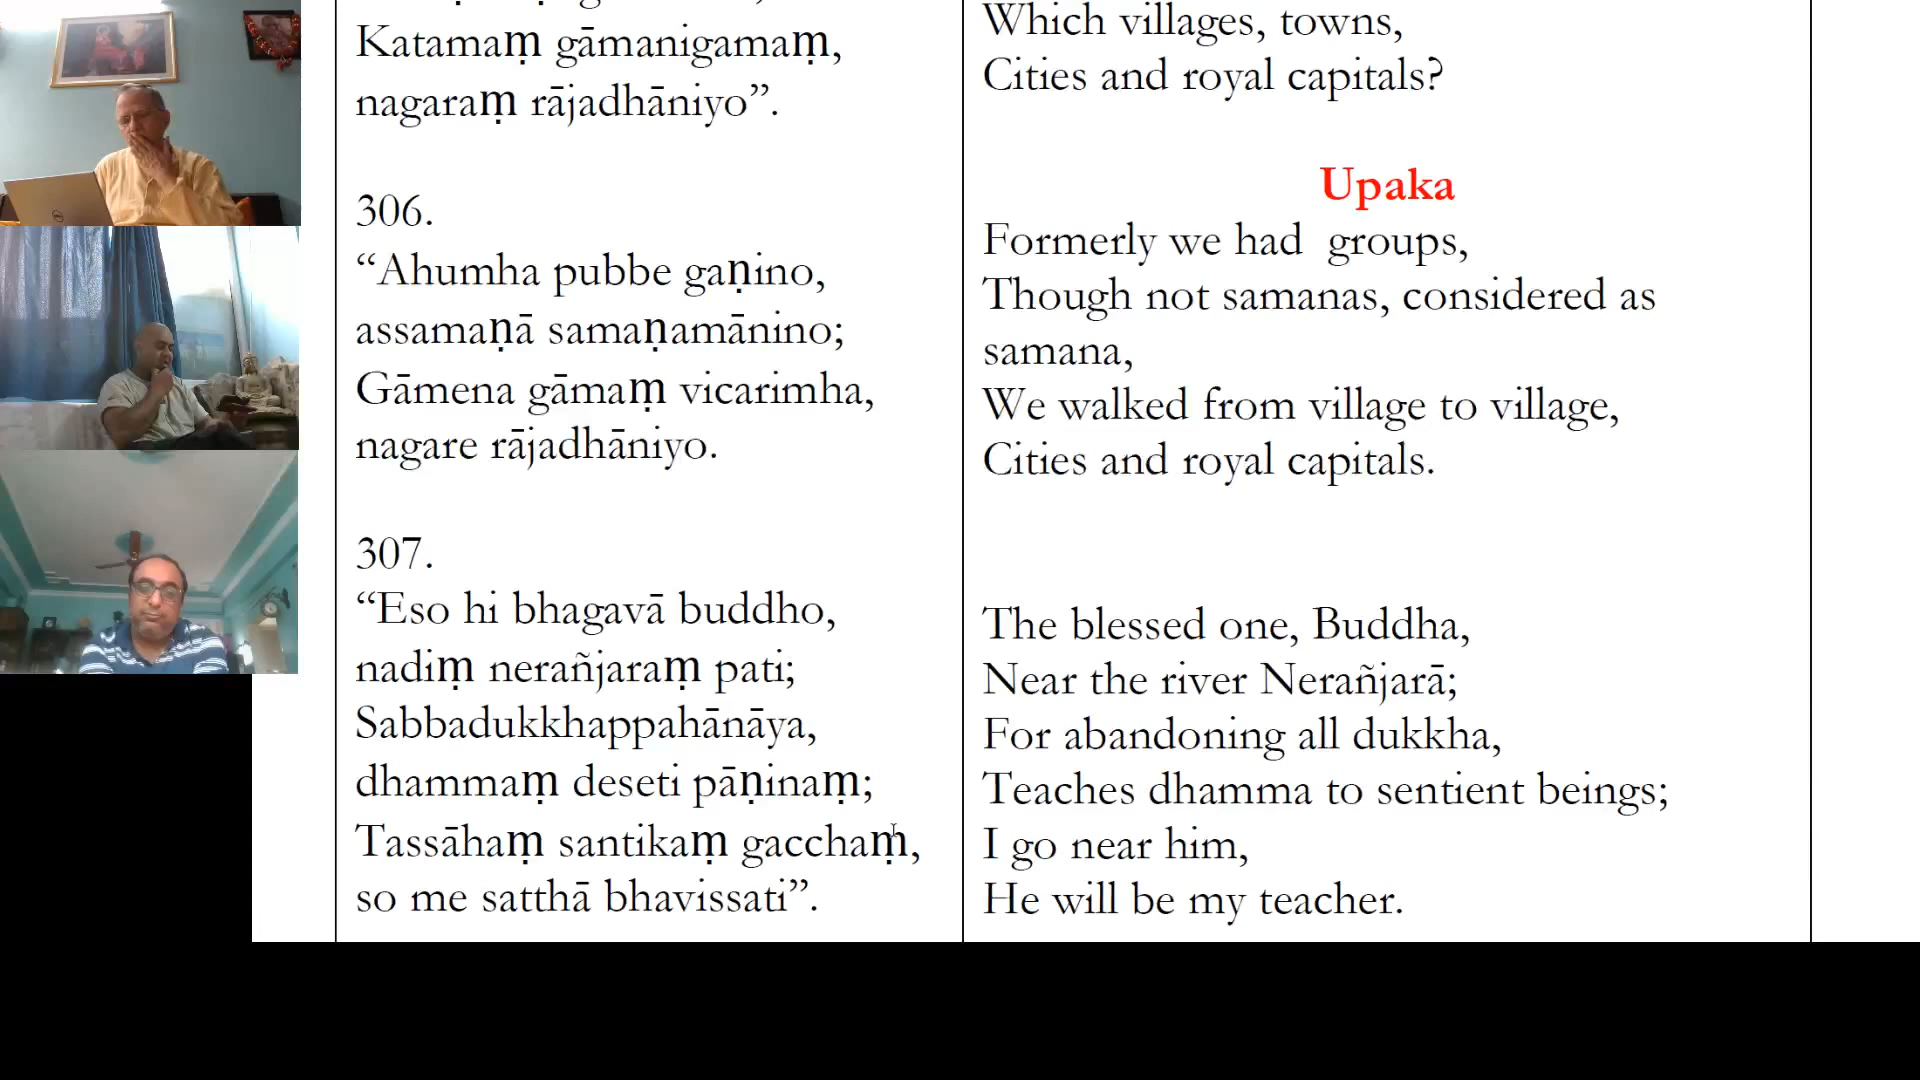 Katamaṃ gāmanigamaṃ,
nagaraṃ rājadhāniyo”.
306.
“Ahumha pubbe gaṇino,
assamaṇā samaṇamānino;
Gāmena gāmaṃ vicarimha,
nagare rājadhāniyo.
307.
“Eso hi bhagavā buddho,
nadiṃ nerañjaraṃ pati;
Sabbadukkhappahānāya,
dhammaṃ deseti pāṇinaṃ;
Tassāhaṃ santikaṃ gacchaṃ,
so me satthā bhavissati”.
Which villages, towns,
Cities and royal capitals?
Upaka
Formerly we had  groups,
Though not samanas, considered as
samana,
We walked from village to village,
Cities and royal capitals.
The blessed one, Buddha,
Near the river Nerañjarā;
For abandoning all dukkha,
Teaches dhamma to sentient beings;
I go near him,
He will be my teacher.